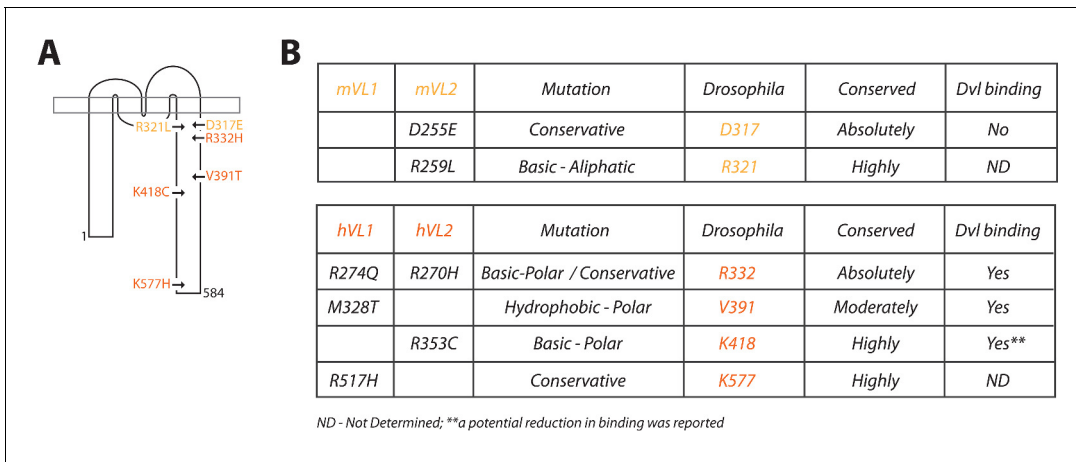 A
R321L
D317E
R332H
V391T
K418C
1
K577H
584
B
mVL1 mVL2 Mutation Drosophila Conserved Dvl binding
D255E Conservative D317 Absolutely No
R259L Basic - Aliphatic R321 Highly ND
hVL1 hVL2 Mutation Drosophila Conserved Dvl binding
R274Q R270H Basic-Polar / Conservative R332 Absolutely Yes
M328T Hydrophobic - Polar V391 Moderately Yes
R353C Basic - Polar K418 Highly Yes**
R517H Conservative K577 Highly ND
ND - Not Determined; **a potential reduction in binding was reported